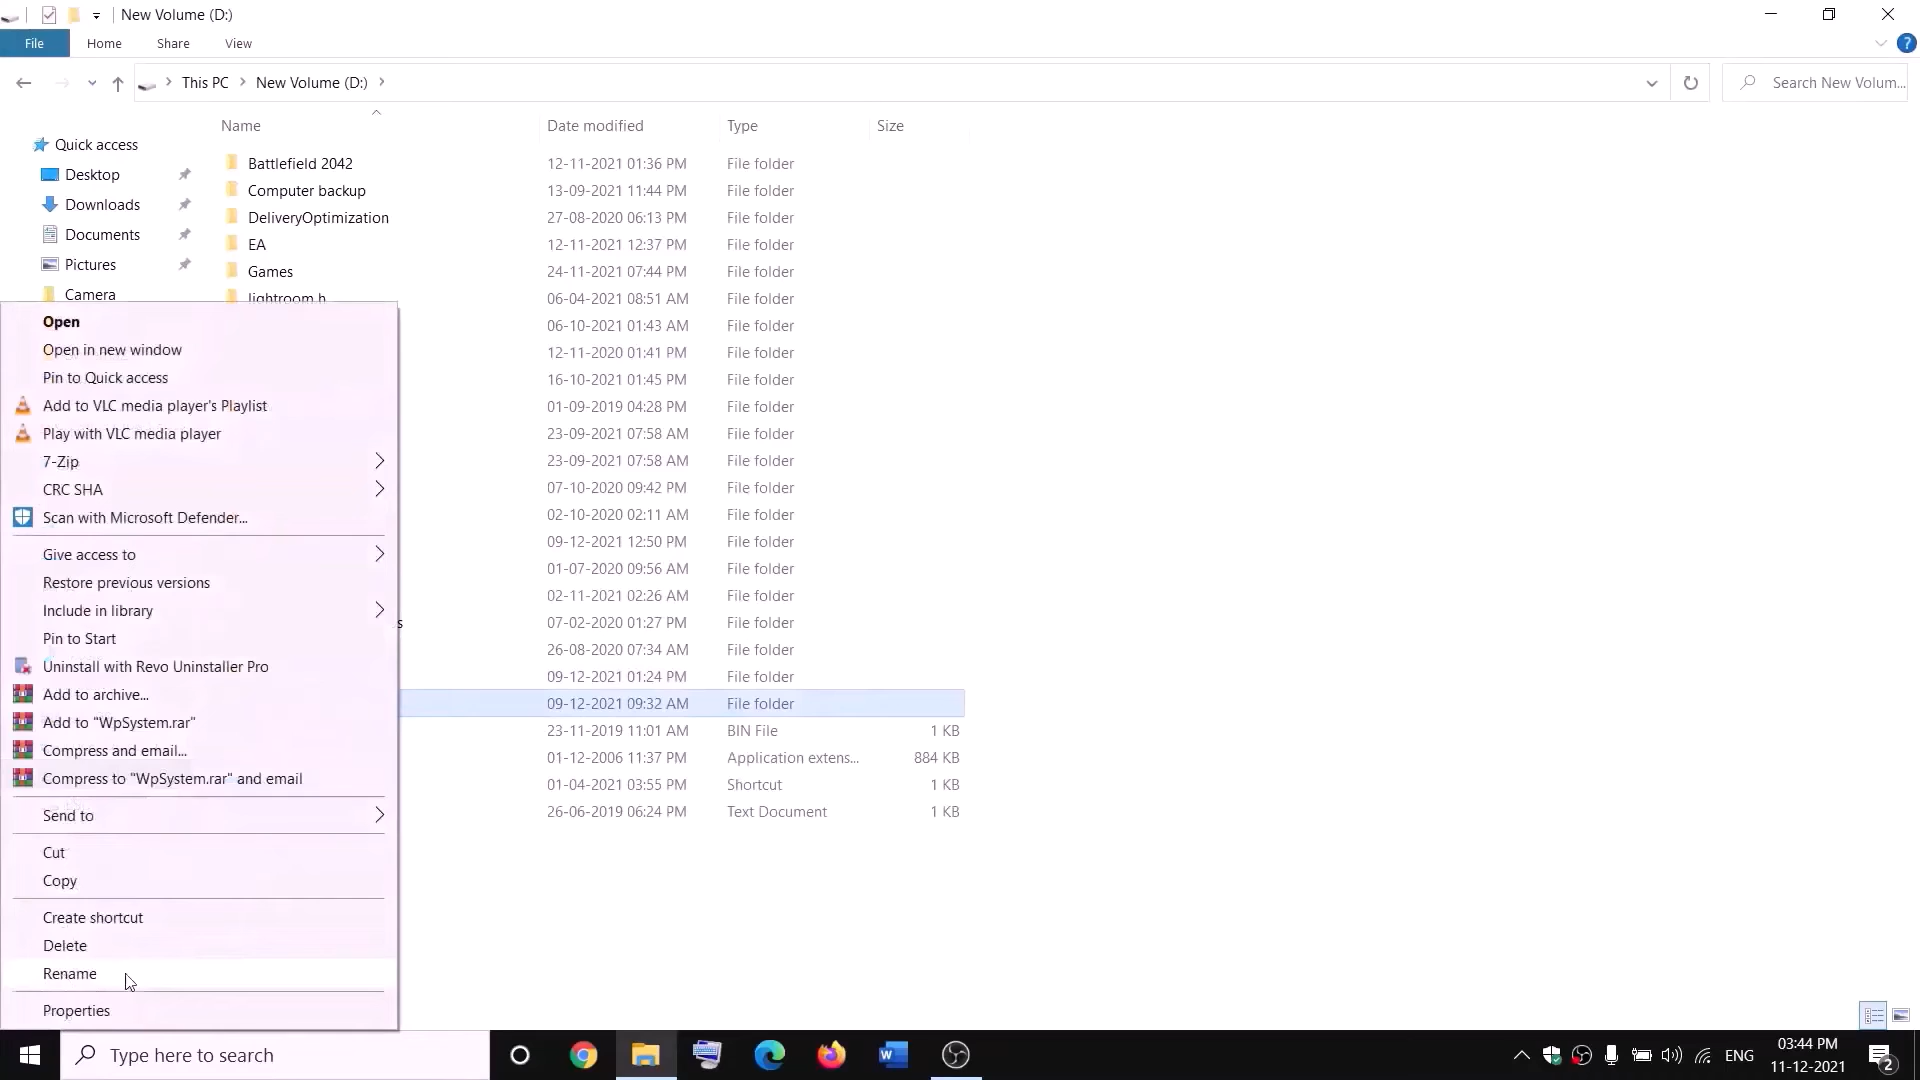 New Volume (D:)
File Home Share View
This PC New Volume (D:) Search New Volum...
Name Date modified Type Size
Quick access
Desktop
Downloads
Documents
Pictures
Camera
Battlefield 2042 12-11-2021 01:36 PM File folder
Computer backup 13-09-2021 11:44 PM File folder
DeliveryOptimization 27-08-2020 06:13 PM File folder
EA 12-11-2021 12:37 PM File folder
Games 24-11-2021 07:44 PM File folder
lightroom h 06-04-2021 08:51 AM File folder
06-10-2021 01:43 AM File folder
12-11-2020 01:41 PM File folder
16-10-2021 01:45 PM File folder
01-09-2019 04:28 PM File folder
23-09-2021 07:58 AM File folder
23-09-2021 07:58 AM File folder
07-10-2020 09:42 PM File folder
02-10-2020 02:11 AM File folder
09-12-2021 12:50 PM File folder
01-07-2020 09:56 AM File folder
02-11-2021 02:26 AM File folder
s 07-02-2020 01:27 PM File folder
26-08-2020 07:34 AM File folder
09-12-2021 01:24 PM File folder
09-12-2021 09:32 AM File folder
23-11-2019 11:01 AM BIN File 1 KB
01-12-2006 11:37 PM Application extens... 884 KB
01-04-2021 03:55 PM Shortcut 1 KB
26-06-2019 06:24 PM Text Document 1 KB
Open
Open in new window
Pin to Quick access
Add to VLC media player's Playlist
Play with VLC media player
7-Zip
CRC SHA
Scan with Microsoft Defender...
Give access to
Restore previous versions
Include in library
Pin to Start
Uninstall with Revo Uninstaller Pro
Add to archive...
Add to "WpSystem.rar"
Compress and email...
Compress to "WpSystem.rar" and email
Send to
Cut
Copy
Create shortcut
Delete
Rename
Properties
Type here to search
ENG
03:44 PM
11-12-2021
2